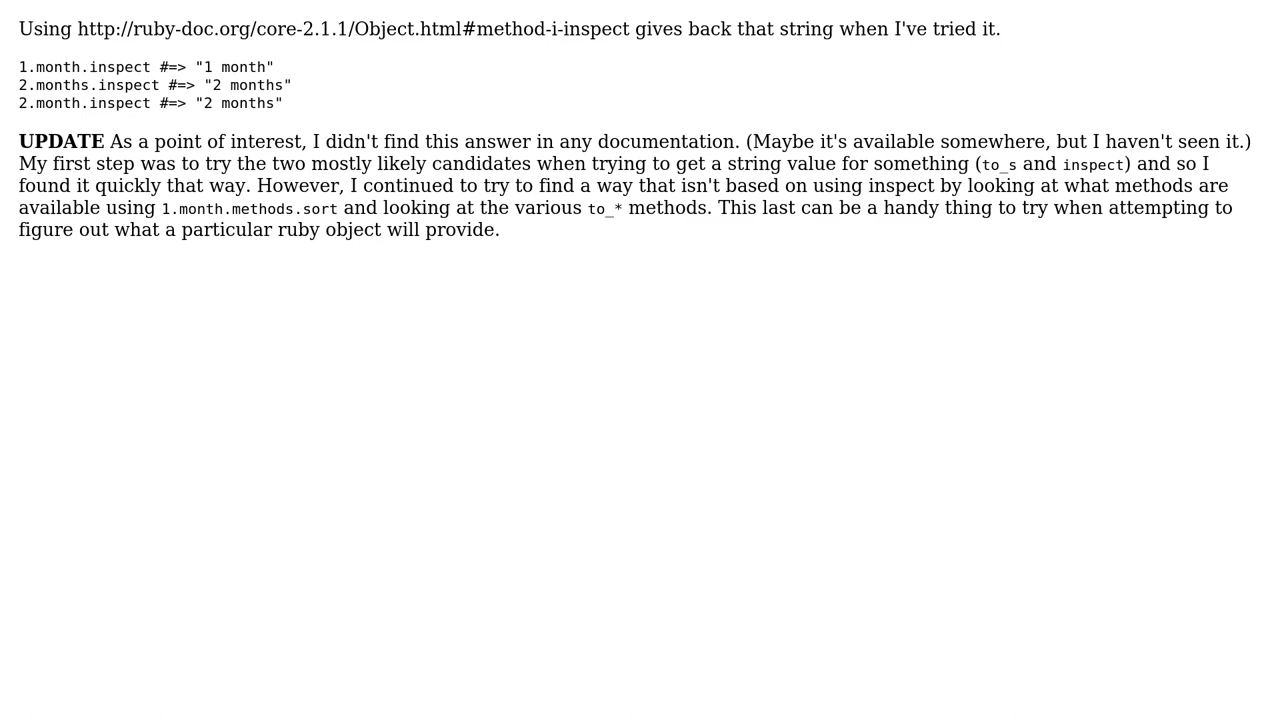 Using http://ruby-doc.org/core-2.1.1/Object.html#method-i-inspect gives back that string when I've tried it.
1.month.inspect #=> "1 month"
2.months.inspect #=> "2 months"
2.month.inspect #=> "2 months"
UPDATE As a point of interest, I didn't find this answer in any documentation. (Maybe it's available somewhere, but I haven't seen it.)
My first step was to try the two mostly likely candidates when trying to get a string value for something (to_s and inspect) and so I
found it quickly that way. However, I continued to try to find a way that isn't based on using inspect by looking at what methods are
available using 1.month.methods.sort and looking at the various to_* methods. This last can be a handy thing to try when attempting to
figure out what a particular ruby object will provide.